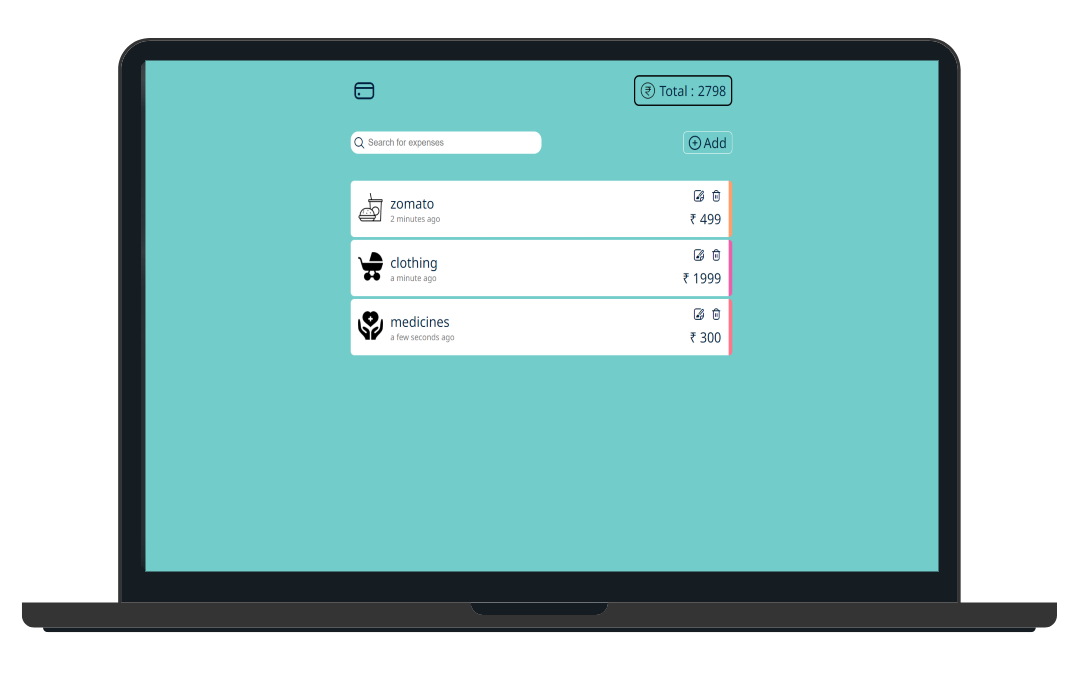 ₹ Total : 2798
Search for expenses
Add
zomato
2 minutes ago
₹ 499
clothing
a minute ago
₹ 1999
medicines
a few seconds ago
₹ 300